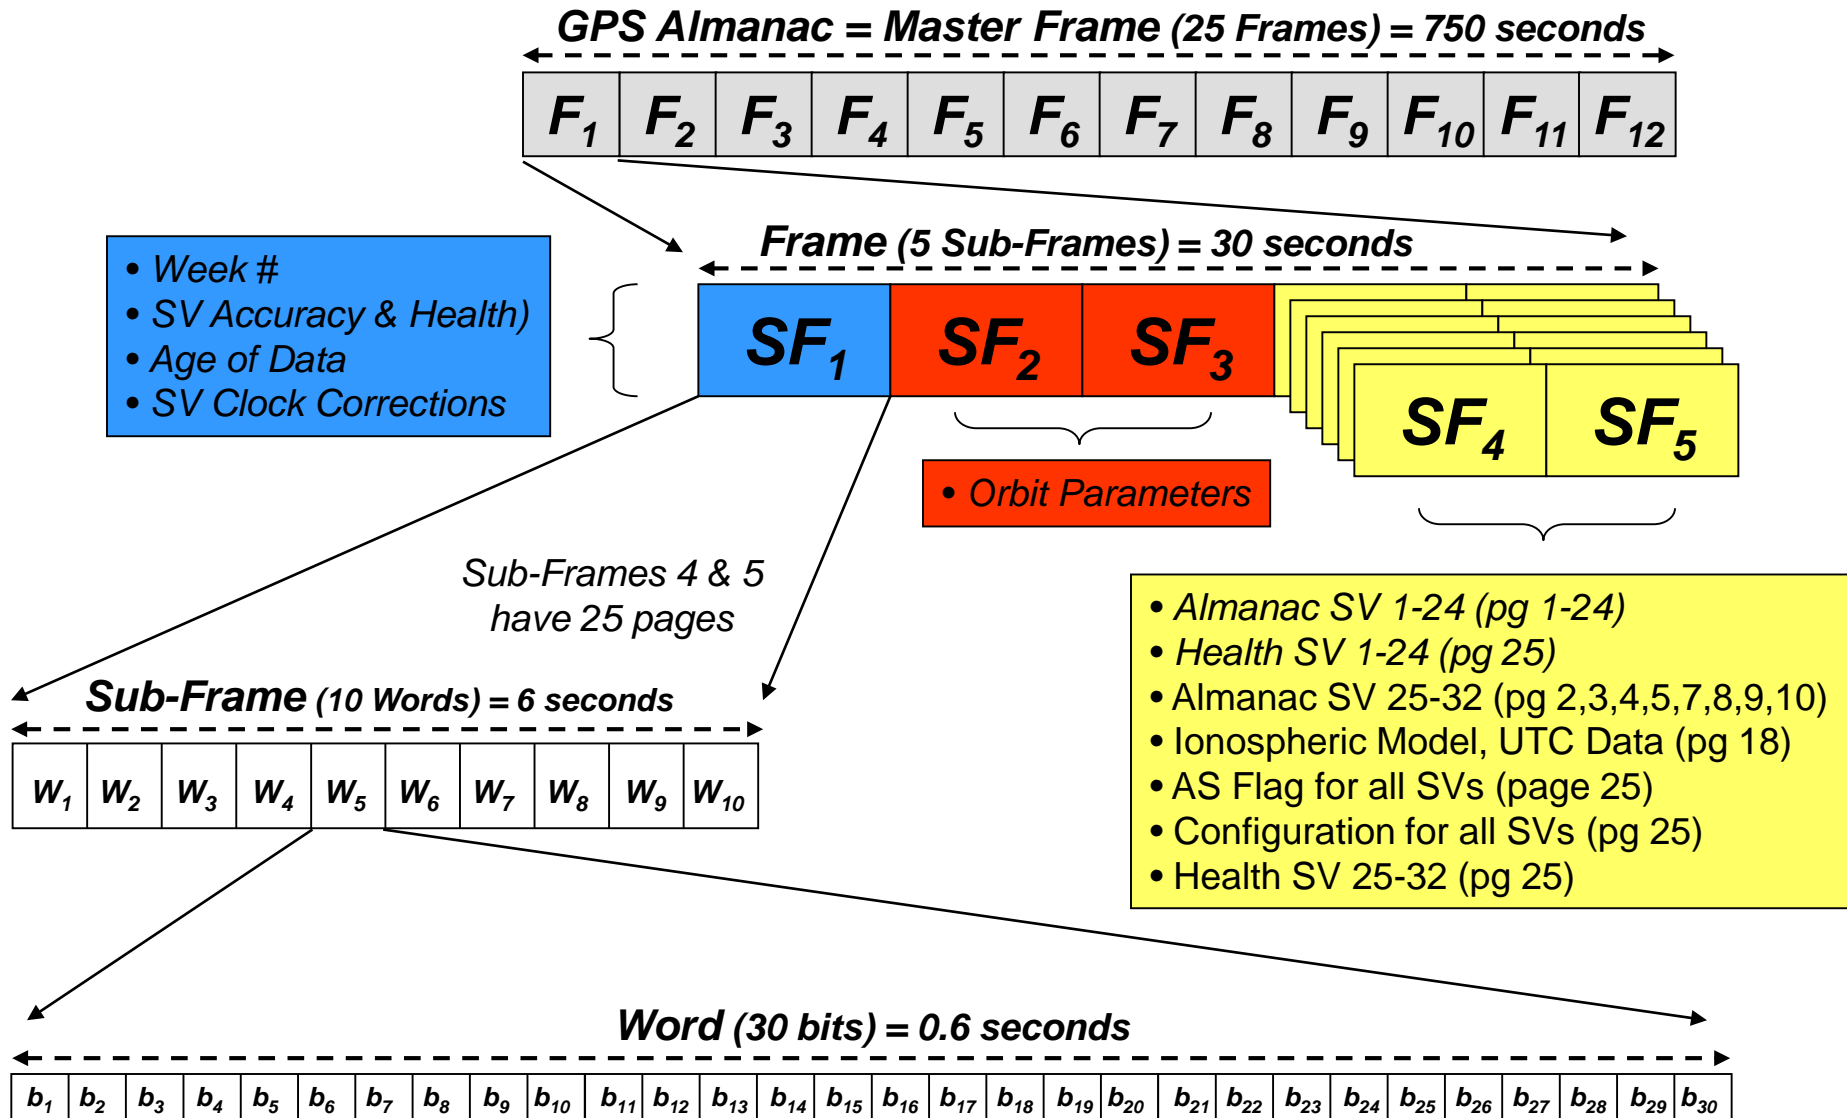 GPS Almanac = Master Frame (25 Frames) = 750 seconds
F1 F2 F3 F4 F5 F6 F7 F8 F9 F10 F11 F12
Frame (5 Sub-Frames) = 30 seconds
• Week #
• SV Accuracy & Health)
• Age of Data
• SV Clock Corrections
SF1 SF2 SF3
SF4 SF5
• Orbit Parameters
Sub-Frames 4 & 5
have 25 pages
• Almanac SV 1-24 (pg 1-24)
• Health SV 1-24 (pg 25)
• Almanac SV 25-32 (pg 2,3,4,5,7,8,9,10)
• Ionospheric Model, UTC Data (pg 18)
• AS Flag for all SVs (page 25)
• Configuration for all SVs (pg 25)
• Health SV 25-32 (pg 25)
Sub-Frame (10 Words) = 6 seconds
W1 W2 W3 W4 W5 W6 W7 W8 W9 W10
Word (30 bits) = 0.6 seconds
b1 b2 b3 b4 b5 b6 b7 b8 b9 b10 b11 b12 b13 b14 b15 b16 b17 b18 b19 b20 b21 b22 b23 b24 b25 b26 b27 b28 b29 b30